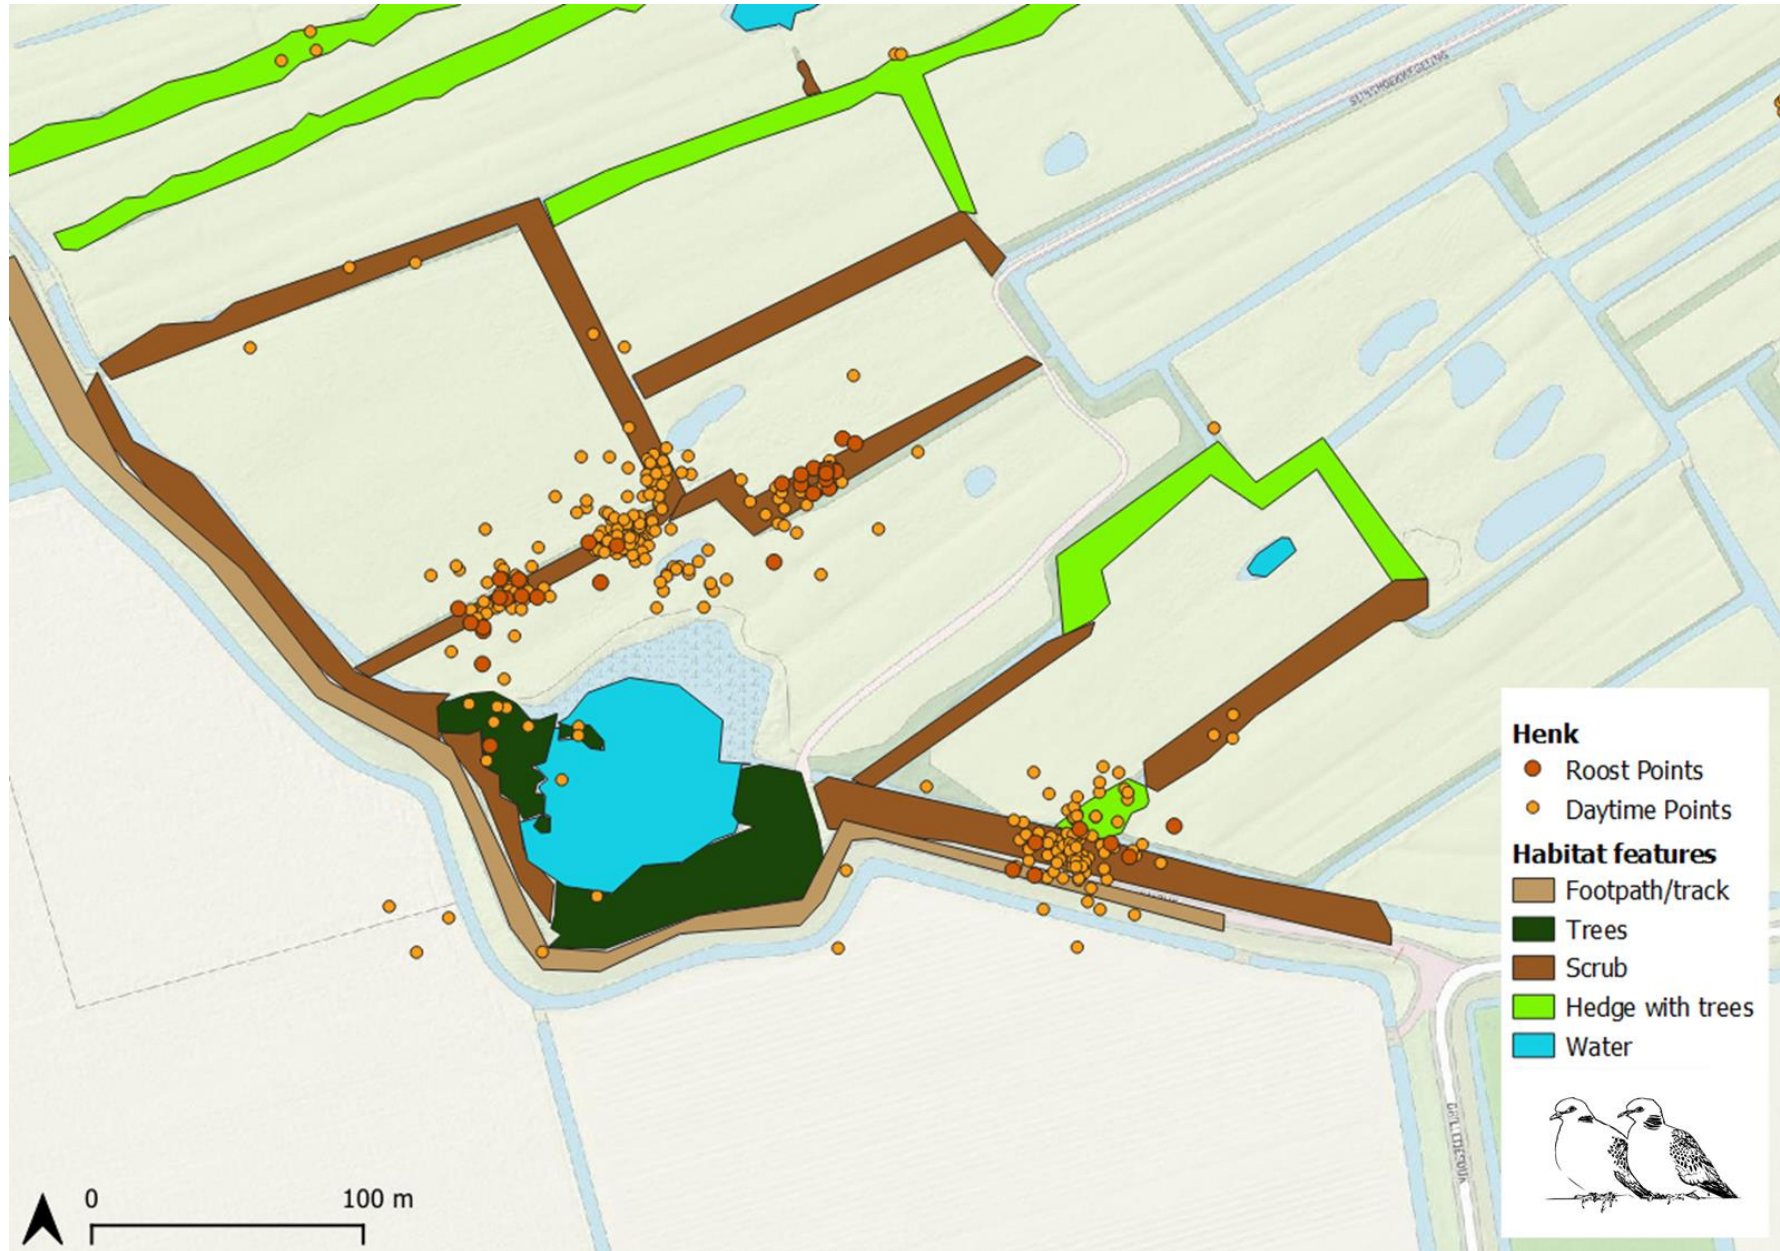 Henk
Roost Points
Daytime Points
Habitat features
Footpath/track
Trees
Scrub
Hedge with trees
Water
0 100 m